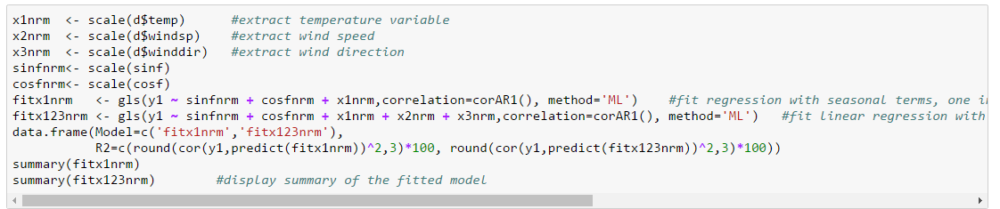 x1nrm  <- scale(d$temp)      #extract temperature variable
x2nrm  <- scale(d$windsp)    #extract wind speed
x3nrm  <- scale(d$winddir)   #extract wind direction
sinfnrm<- scale(sinf)
cosfnrm<- scale(cosf)
fitx1nrm   <- gls(y1 ~ sinfnrm + cosfnrm + x1nrm,correlation=corAR1(), method='ML')    #fit regression with seasonal terms, one i
fitx123nrm <- gls(y1 ~ sinfnrm + cosfnrm + x1nrm + x2nrm + x3nrm,correlation=corAR1(), method='ML')   #fit linear regression with
data.frame(Model=c('fitx1nrm','fitx123nrm'),
           R2=c(round(cor(y1,predict(fitx1nrm))^2,3)*100, round(cor(y1,predict(fitx123nrm))^2,3)*100))
summary(fitx1nrm)
summary(fitx123nrm)        #display summary of the fitted model